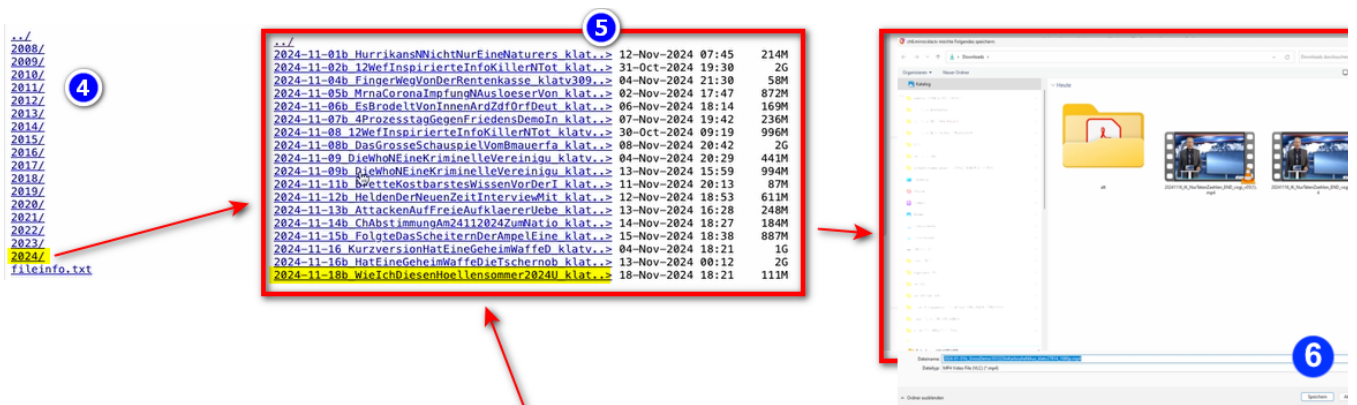 ../
2008/
2009/
2010/
2011/
2012/
2013/
2014/
2015/
2016/
2017/
2018/
2019/
2020/
2021/
2022/
2023/
2024/
fileinfo.txt
4
5
../
2024-11-01b_HurrikansNNichtNurEineNaturers_klat..> 12-Nov-2024 07:45 214M
2024-11-02b_12WefInspirierteInfoKillerNTot_klat..> 31-Oct-2024 19:30 2G
2024-11-04b_FingerWegVonDerRentenkasse_klatv309..> 04-Nov-2024 21:30 58M
2024-11-05b_MrnaCoronaImpfungNAusloeserVon_klat..> 02-Nov-2024 17:47 872M
2024-11-06b_EsBrodeltVonInnenArdZdfOrfDeut_klat..> 06-Nov-2024 18:14 169M
2024-11-07b_4ProzesstagGegenFriedensDemoIn_klat..> 07-Nov-2024 19:42 236M
2024-11-08_12WefInspirierteInfoKillerNTot_klatv..> 30-Oct-2024 09:19 996M
2024-11-08b_DasGrosseSchauspielVomBmauerfa_klat..> 08-Nov-2024 20:42 2G
2024-11-09_DieWhoNEineKriminelleVereinigu_klatv..> 04-Nov-2024 20:29 441M
2024-11-09b_DieWhoNEineKriminelleVereinigu_klat..> 13-Nov-2024 15:59 994M
2024-11-11b_RetteKostbarstesWissenVorDerI_klat..> 11-Nov-2024 20:13 87M
2024-11-12b_HeldenDerNeuenZeitInterviewMit_klat..> 12-Nov-2024 18:53 611M
2024-11-13b_AttackenAufFreieAufklaererUebe_klat..> 13-Nov-2024 16:28 248M
2024-11-14b_ChAbstimmungAm24112024ZumNatio_klat..> 14-Nov-2024 18:27 184M
2024-11-15b_FolgteDasScheiternDerAmpelEine_klat..> 15-Nov-2024 18:38 887M
2024-11-16_KurzversionHatEineGeheimWaffeD_klatv..> 04-Nov-2024 18:21 1G
2024-11-16b_HatEineGeheimWaffeDieTschernob_klat..> 13-Nov-2024 00:12 2G
2024-11-18b_WieIchDiesenHoellensommer2024U_klat..> 18-Nov-2024 18:21 111M
möchte Folgendes speichern:
Downloads
Organisieren Neuer Ordner
Katalog
Heute
Dateiname:
Dateityp: MP4 Video File (VLC) (*.mp4)
6
Ordner ausblenden
Speichern